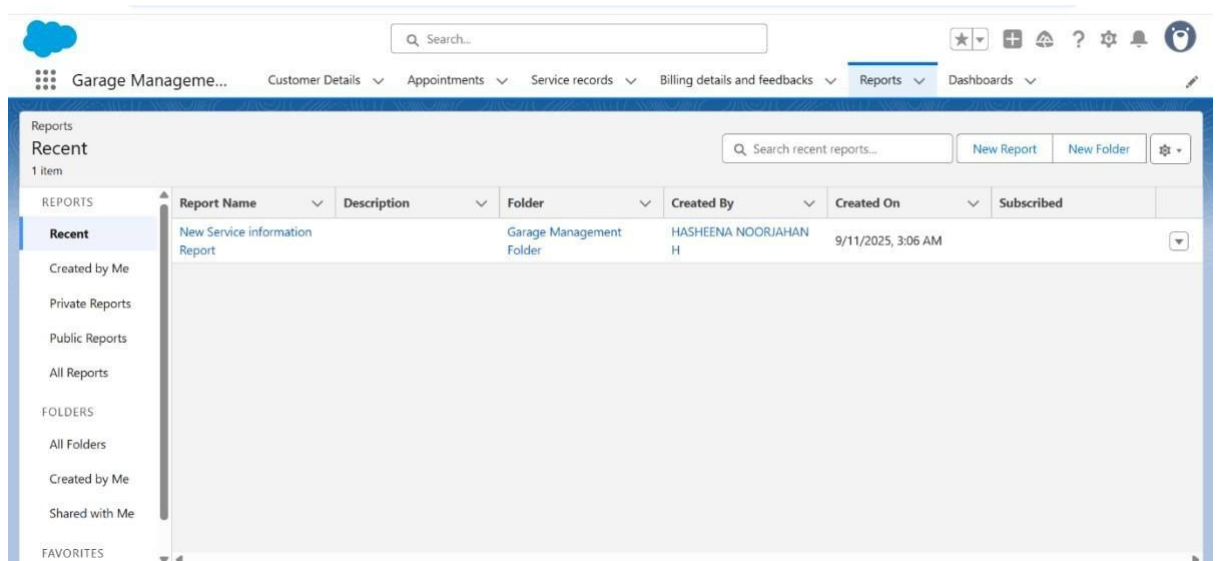 Search...
Garage Manageme...
Customer Details
Appointments
Service records
Billing details and feedbacks
Reports
Dashboards
Reports
Recent
1 item
Search recent reports...
New Report
New Folder
REPORTS
Recent
Created by Me
Private Reports
Public Reports
All Reports
FOLDERS
All Folders
Created by Me
Shared with Me
FAVORITES
Report Name
Description
Folder
Created By
Created On
Subscribed
New Service information
Report
Garage Management
Folder
HASHEENA NOORJAHAN
H
9/11/2025, 3:06 AM